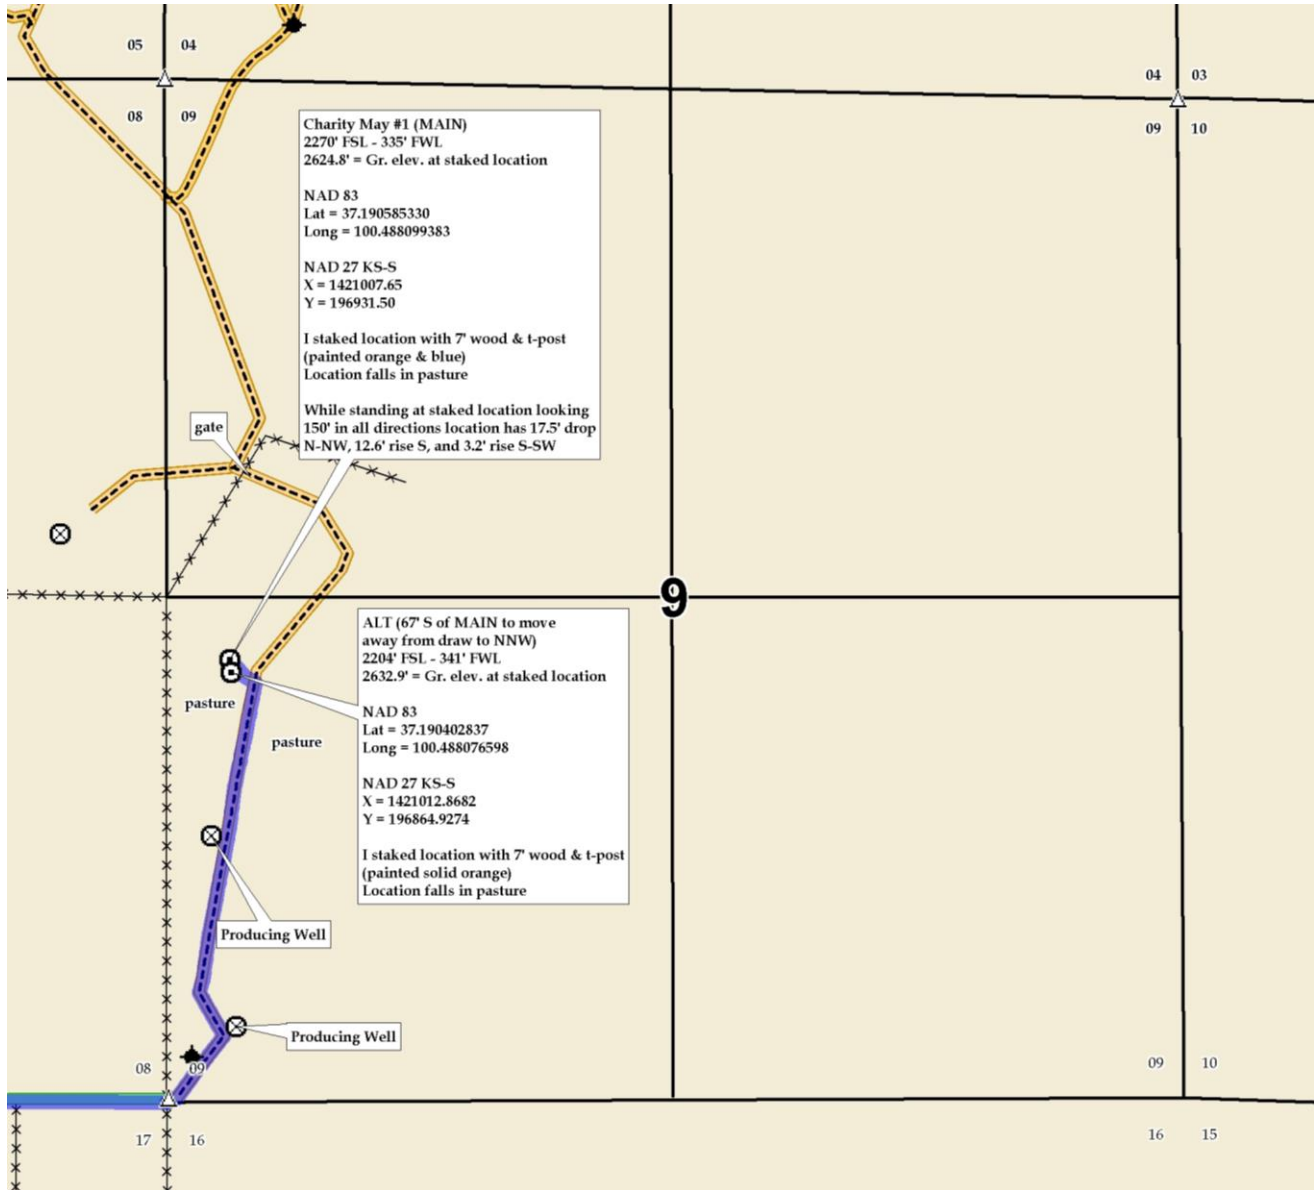 05 04
04 03
08 09
09 10
Charity May #1 (MAIN)
2270' FSL - 335' FWL
2624.8' = Gr. elev. at staked location
NAD 83
Lat = 37.190585330
Long = 100.488099383
NAD 27 KS-S
X = 1421007.65
Y = 196931.50
I staked location with 7' wood & t-post
(painted orange & blue)
Location falls in pasture
While standing at staked location looking
150' in all directions location has 17.5' drop
N-NW, 12.6' rise S, and 3.2' rise S-SW
gate
9
ALT (67' S of MAIN to move
away from draw to NNW)
2204' FSL - 341' FWL
2632.9' = Gr. elev. at staked location
NAD 83
Lat = 37.190402837
Long = 100.488076598
NAD 27 KS-S
X = 1421012.8682
Y = 196864.9274
I staked location with 7' wood & t-post
(painted solid orange)
Location falls in pasture
pasture
pasture
Producing Well
Producing Well
08 09
09 10
17 16
16 15